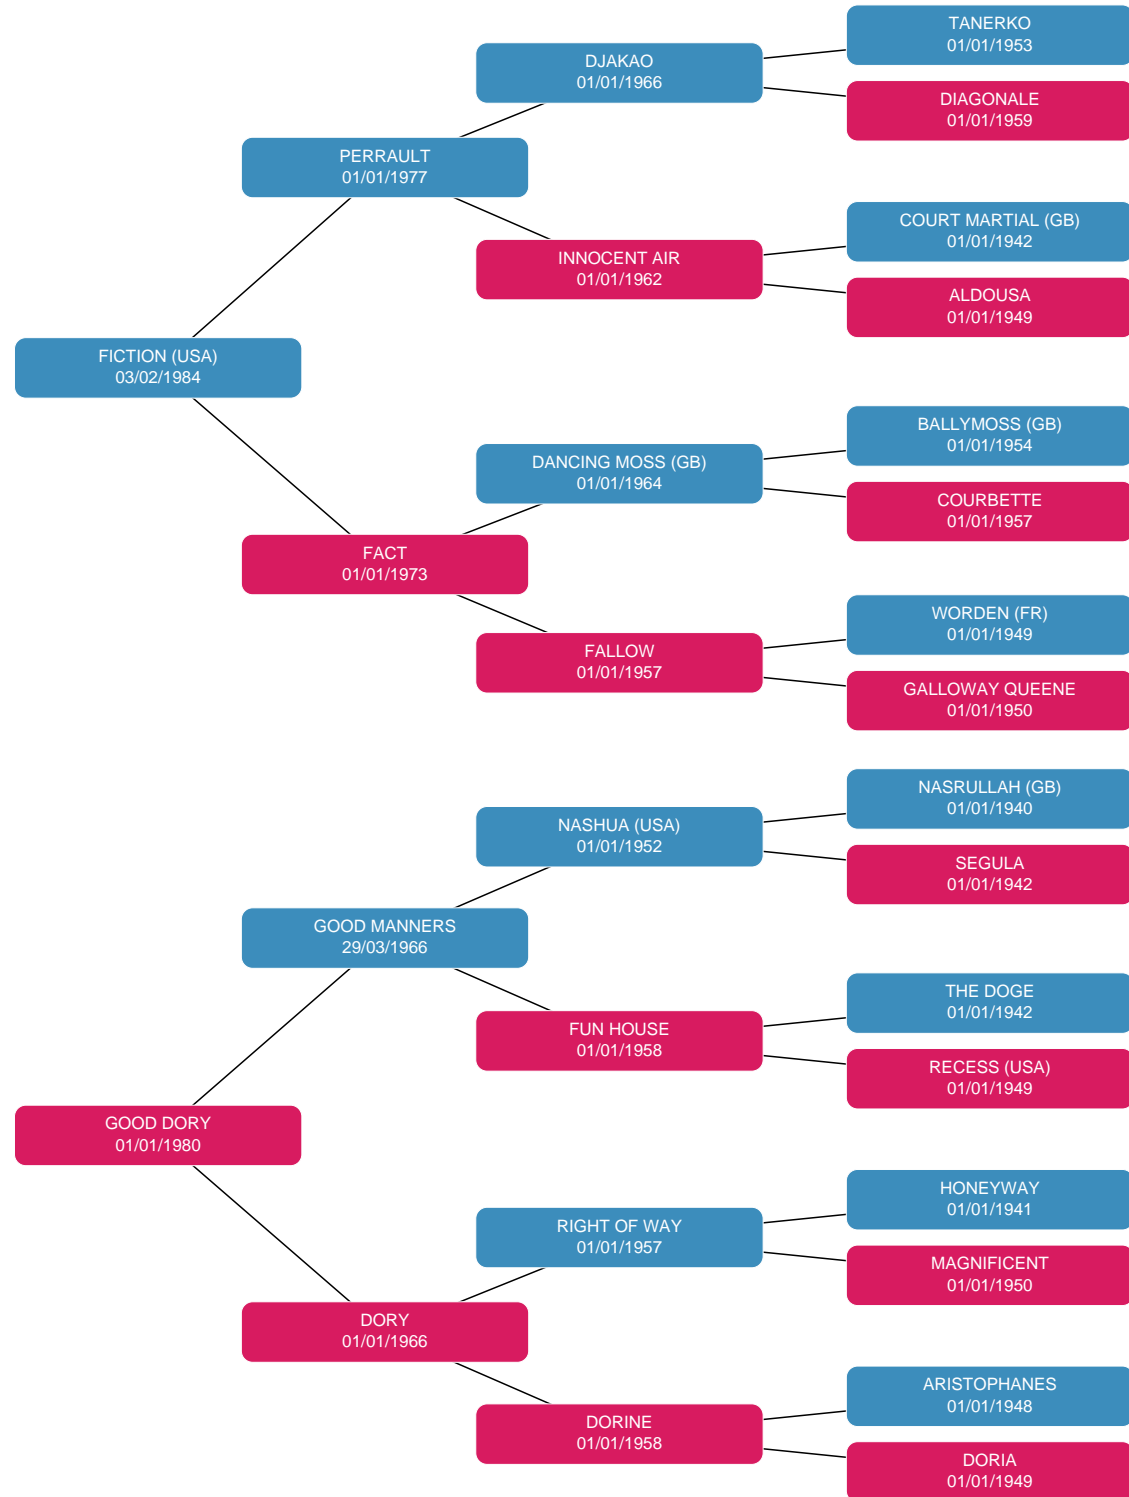 TANERKO
01/01/1953
DJAKAO
01/01/1966
DIAGONALE
01/01/1959
PERRAULT
01/01/1977
COURT MARTIAL (GB)
01/01/1942
INNOCENT AIR
01/01/1962
ALDOUSA
01/01/1949
FICTION (USA)
03/02/1984
BALLYMOSS (GB)
01/01/1954
DANCING MOSS (GB)
01/01/1964
COURBETTE
01/01/1957
FACT
01/01/1973
WORDEN (FR)
01/01/1949
FALLOW
01/01/1957
GALLOWAY QUEENE
01/01/1950
NASRULLAH (GB)
01/01/1940
NASHUA (USA)
01/01/1952
SEGULA
01/01/1942
GOOD MANNERS
29/03/1966
THE DOGE
01/01/1942
FUN HOUSE
01/01/1958
RECESS (USA)
01/01/1949
GOOD DORY
01/01/1980
HONEYWAY
01/01/1941
RIGHT OF WAY
01/01/1957
MAGNIFICENT
01/01/1950
DORY
01/01/1966
ARISTOPHANES
01/01/1948
DORINE
01/01/1958
DORIA
01/01/1949